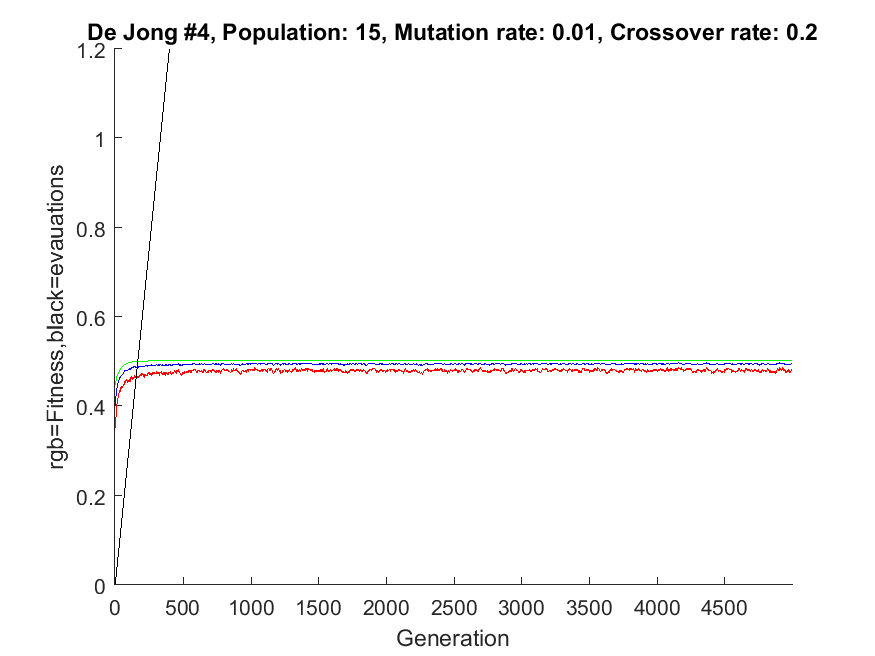 De Jong #4, Population: 15, Mutation rate: 0.01, Crossover rate: 0.2
rgb=Fitness,black=evauations
1.2
1
0.8
0.6
0.4
0.2
0
0 500 1000 1500 2000 2500 3000 3500 4000 4500
Generation